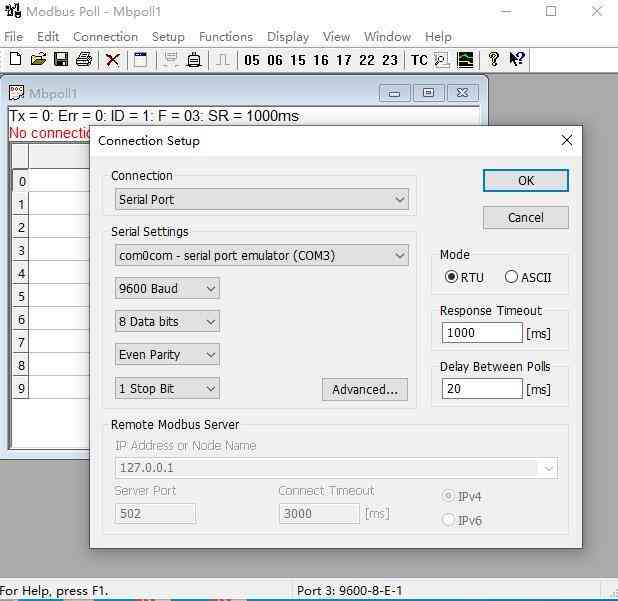 Modbus Poll - Mbpoll1
File Edit Connection Setup Functions Display View Window Help
05 06 15 16 17 22 23 TC
Mbpoll1
Tx = 0: Err = 0: ID = 1: F = 03: SR = 1000ms
No connecti
Connection Setup
0
1
2
3
4
5
6
7
8
9
Connection
Serial Port
OK
Cancel
Serial Settings
com0com - serial port emulator (COM3)
9600 Baud
8 Data bits
Even Parity
1 Stop Bit
Advanced...
Mode
RTU ASCII
Response Timeout
1000 [ms]
Delay Between Polls
20 [ms]
Remote Modbus Server
IP Address or Node Name
127.0.0.1
Server Port Connect Timeout
502 3000 [ms]
IPv4
IPv6
For Help, press F1. Port 3: 9600-8-E-1